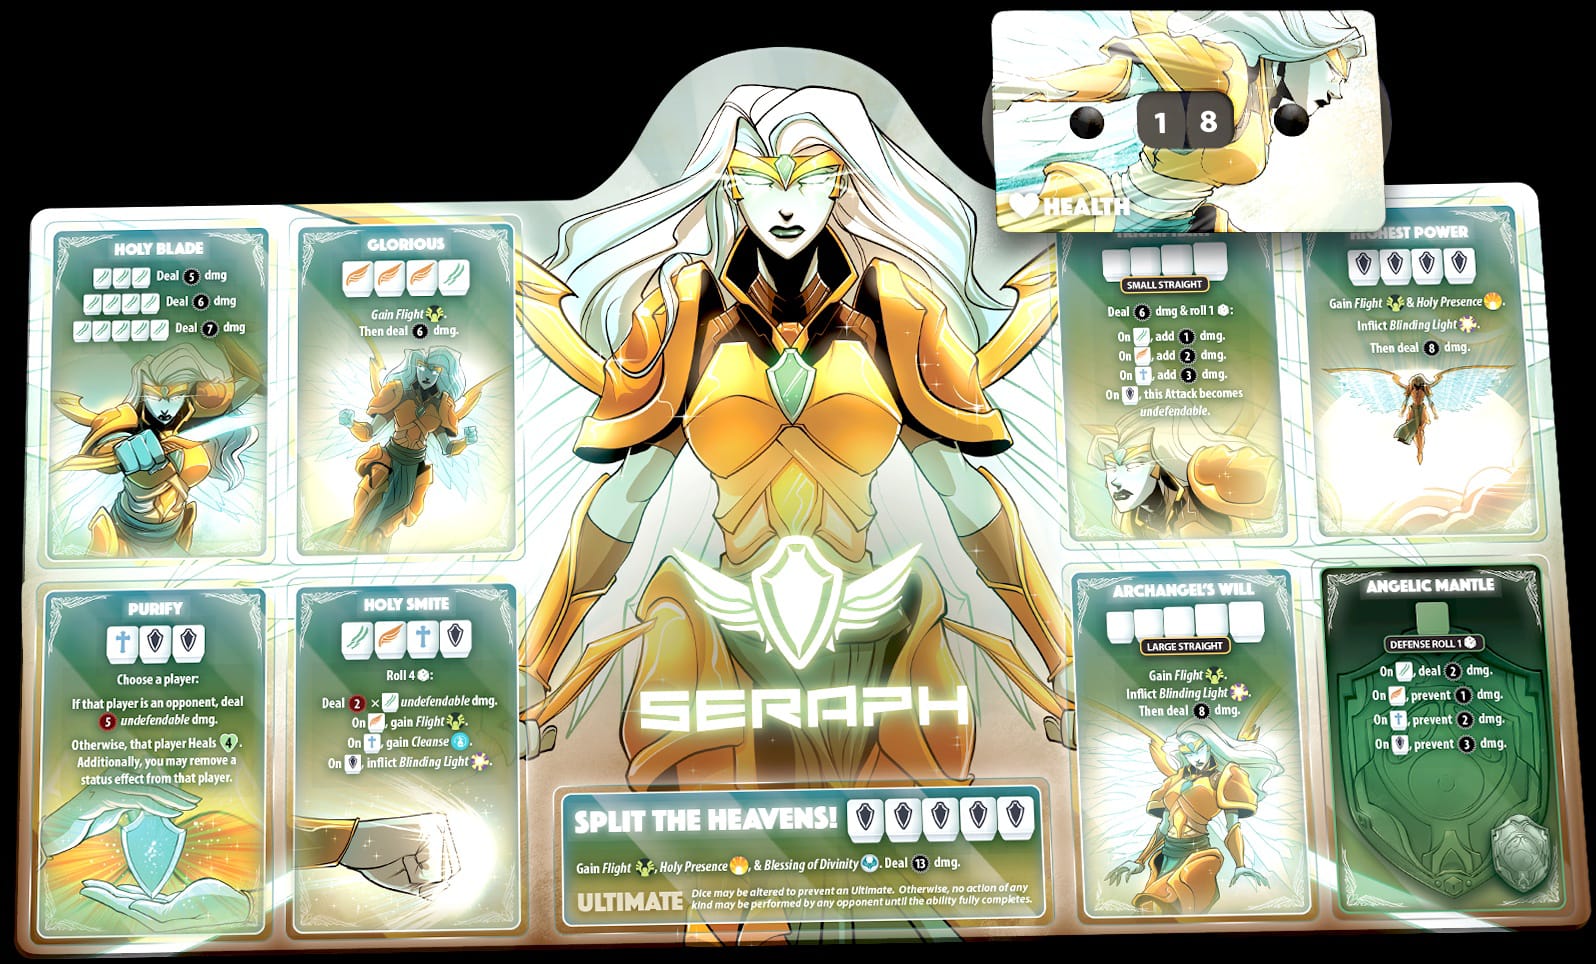 1 8
HEALTH
HOLY BLADE
Deal 5 dmg
Deal 6 dmg
Deal 7 dmg
GLORIOUS
Gain Flight.
Then deal 6 dmg.
SMALL STRAIGHT
Deal 6 dmg & roll 1:
On, add 1 dmg.
On, add 2 dmg.
On, add 3 dmg.
On, this Attack becomes
undefendable.
HIGHEST POWER
Gain Flight & Holy Presence.
Inflict Blinding Light.
Then deal 8 dmg.
PURIFY
Choose a player:
If that player is an opponent, deal
5 undefendable dmg.
Otherwise, that player Heals 4.
Additionally, you may remove a
status effect from that player.
HOLY SMITE
Roll 4:
Deal 2 × undefendable dmg.
On, gain Flight.
On, gain Cleanse.
On, inflict Blinding Light.
SERAPH
SPLIT THE HEAVENS!
Gain Flight, Holy Presence, & Blessing of Divinity. Deal 13 dmg.
ULTIMATE
Dice may be altered to prevent an Ultimate. Otherwise, no action of any
kind may be performed by any opponent until the ability fully completes.
ARCHANGEL'S WILL
LARGE STRAIGHT
Gain Flight.
Inflict Blinding Light.
Then deal 8 dmg.
ANGELIC MANTLE
DEFENSE ROLL 1
On, deal 2 dmg.
On, prevent 1 dmg.
On, prevent 2 dmg.
On, prevent 3 dmg.